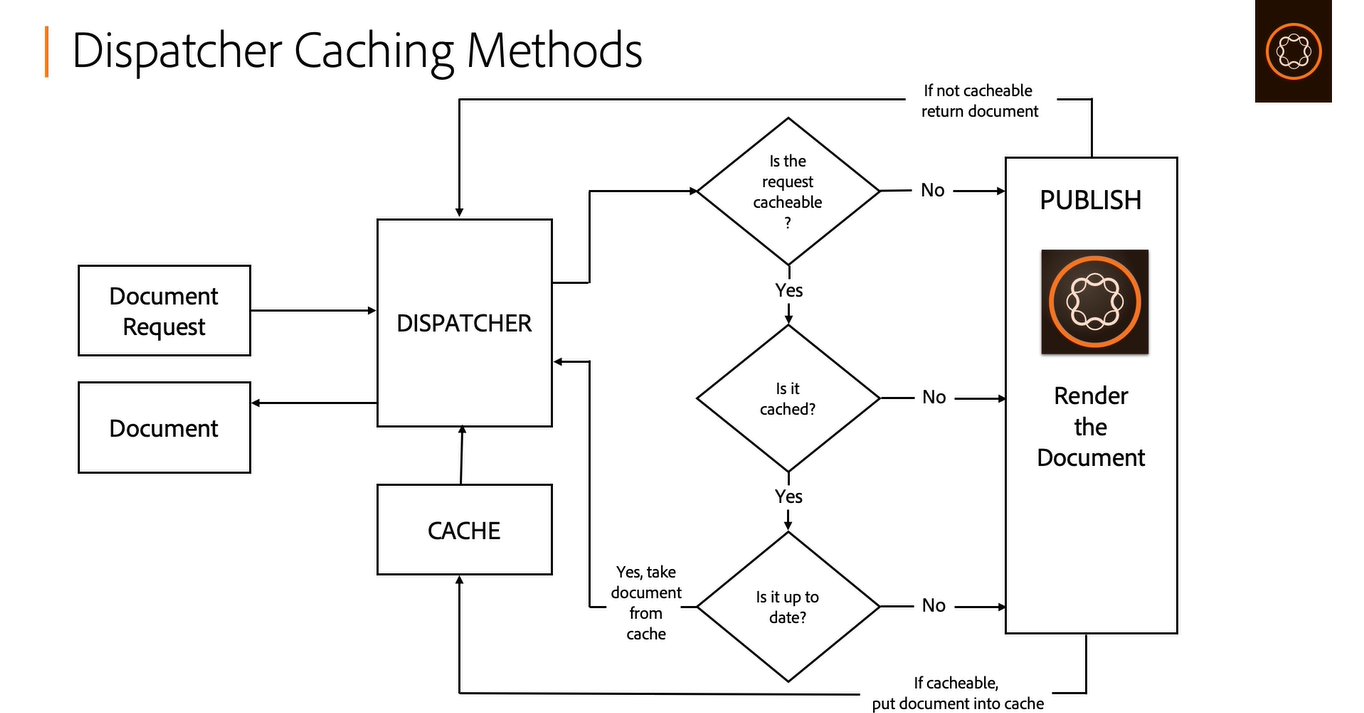 Dispatcher Caching Methods
If not cacheable
return document
Is the
request
cacheable
?
No
PUBLISH
Document
Request
DISPATCHER
Yes
Render
the
Document
Is it
cached?
No
Document
Yes
CACHE
Yes, take
document
from
cache
Is it up to
date?
No
If cacheable,
put document into cache